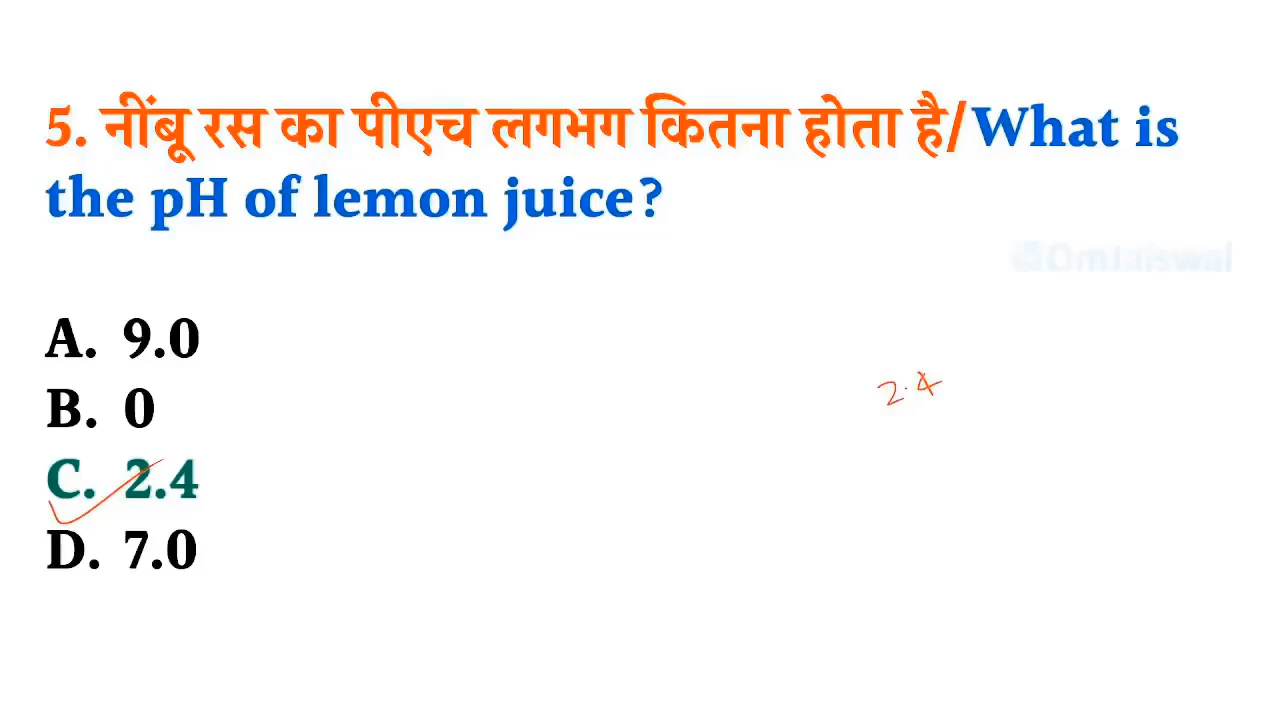 5. नींबू रस का पीएच लगभग कितना होता है/What is
the pH of lemon juice?
A. 9.0
B. 0
2.4
C. 2.4
D. 7.0